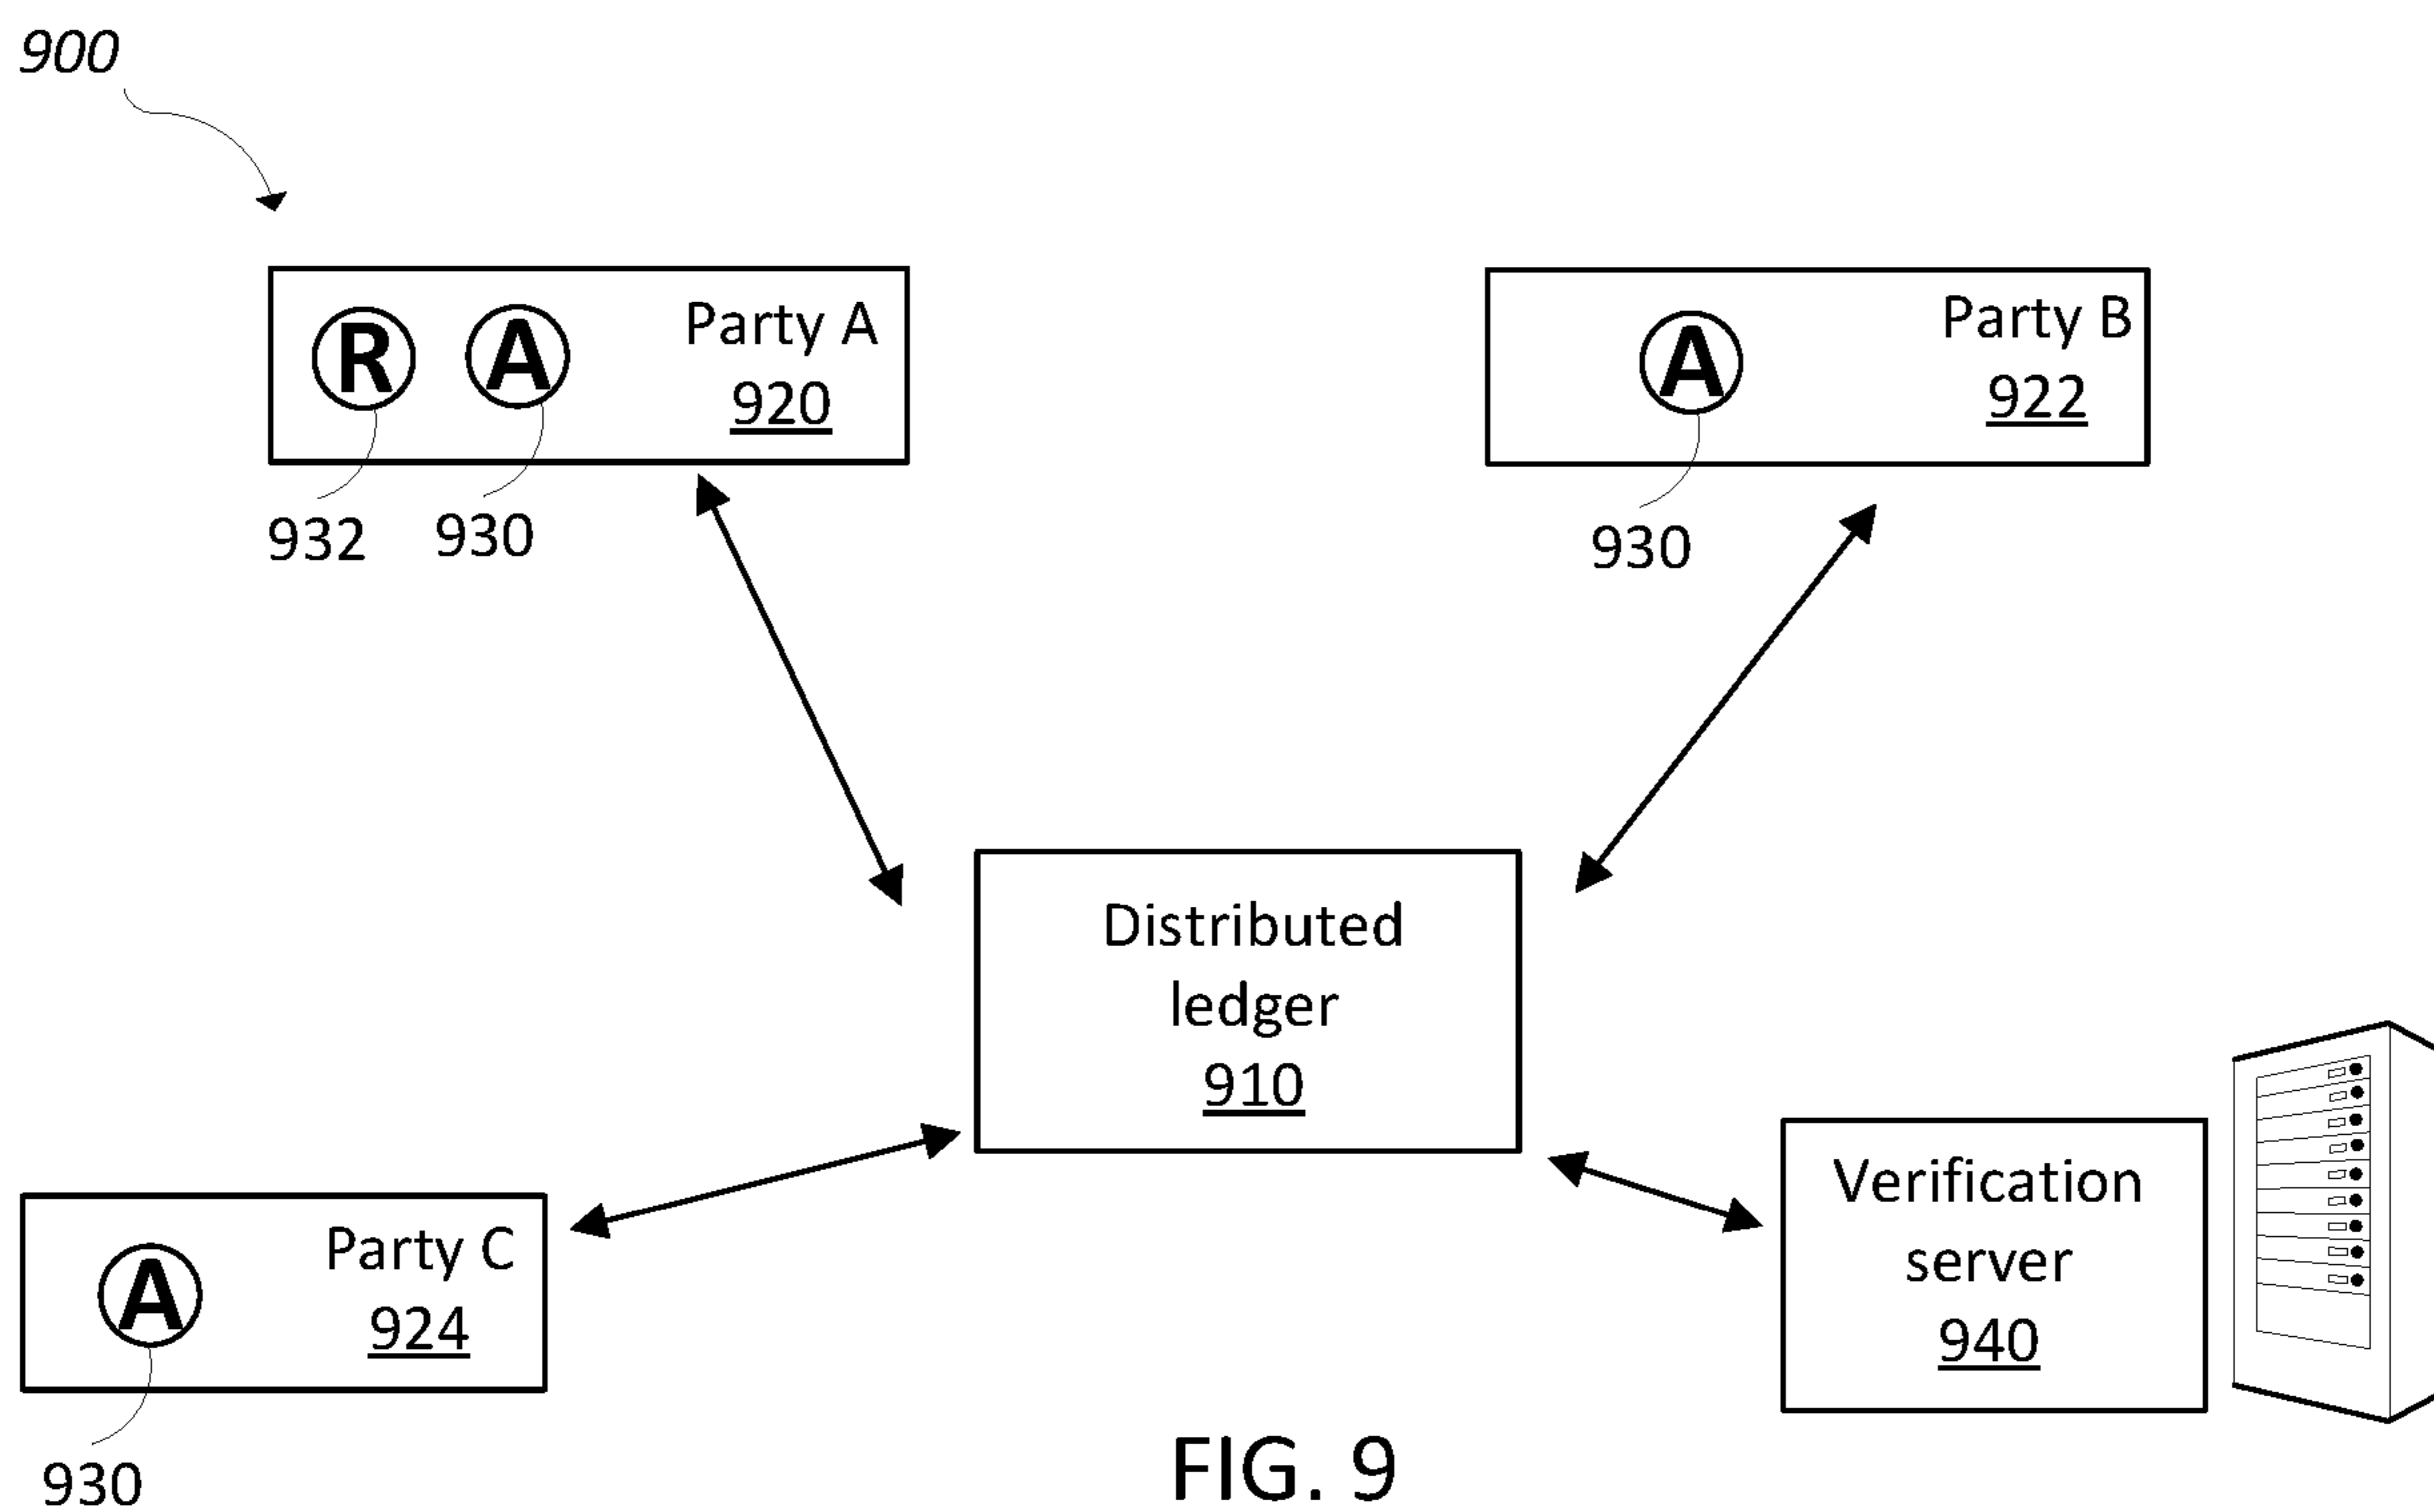 900
R A Party A
920
932 930
A Party B
922
930
Distributed
ledger
910
A Party C
924
930
Verification
server
940
FIG. 9